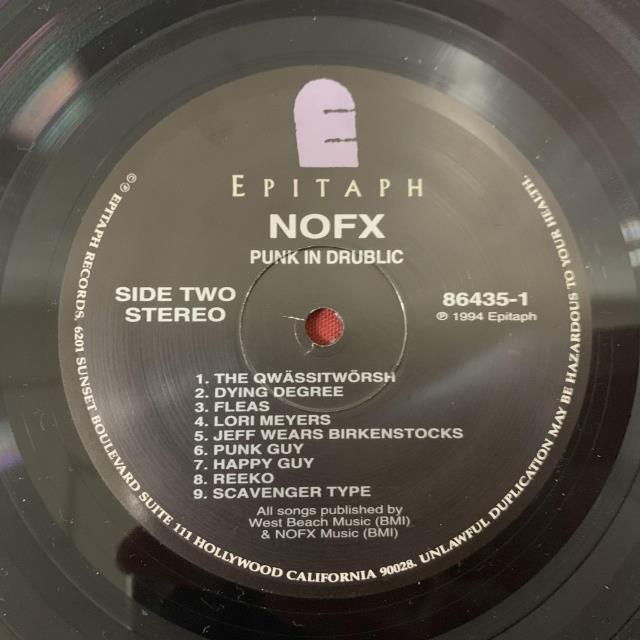 E
EPITAPH
NOFX
PUNK IN DRUBLIC
SIDE TWO
STEREO
86435-1
℗ 1994 Epitaph
1. THE QWÄSSITWÖRSH
2. DYING DEGREE
3. FLEAS
4. LORI MEYERS
5. JEFF WEARS BIRKENSTOCKS
6. PUNK GUY
7. HAPPY GUY
8. REEKO
9. SCAVENGER TYPE
All songs published by
West Beach Music (BMI)
& NOFX Music (BMI)
©℗ EPITAPH RECORDS, 6201 SUNSET BOULEVARD SUITE 111 HOLLYWOOD CALIFORNIA 90028. UNLAWFUL DUPLICATION MAY BE HAZARDOUS TO YOUR HEALTH.